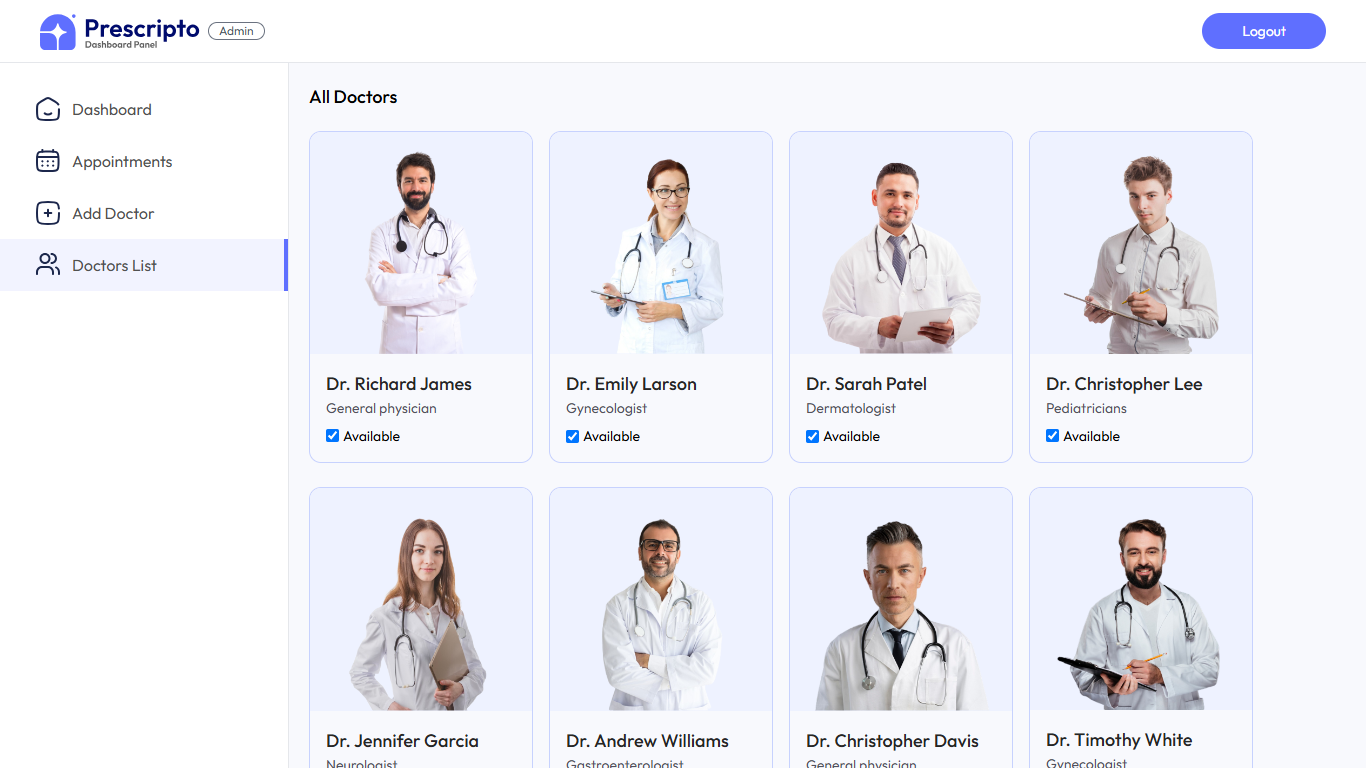 Prescripto
Dashboard Panel
Admin
Logout
Dashboard
Appointments
Add Doctor
Doctors List
All Doctors
Dr. Richard James
General physician
Available
Dr. Emily Larson
Gynecologist
Available
Dr. Sarah Patel
Dermatologist
Available
Dr. Christopher Lee
Pediatricians
Available
Dr. Jennifer Garcia
Neurologist
Dr. Andrew Williams
Gastroenterologist
Dr. Christopher Davis
General physician
Dr. Timothy White
Gynecologist